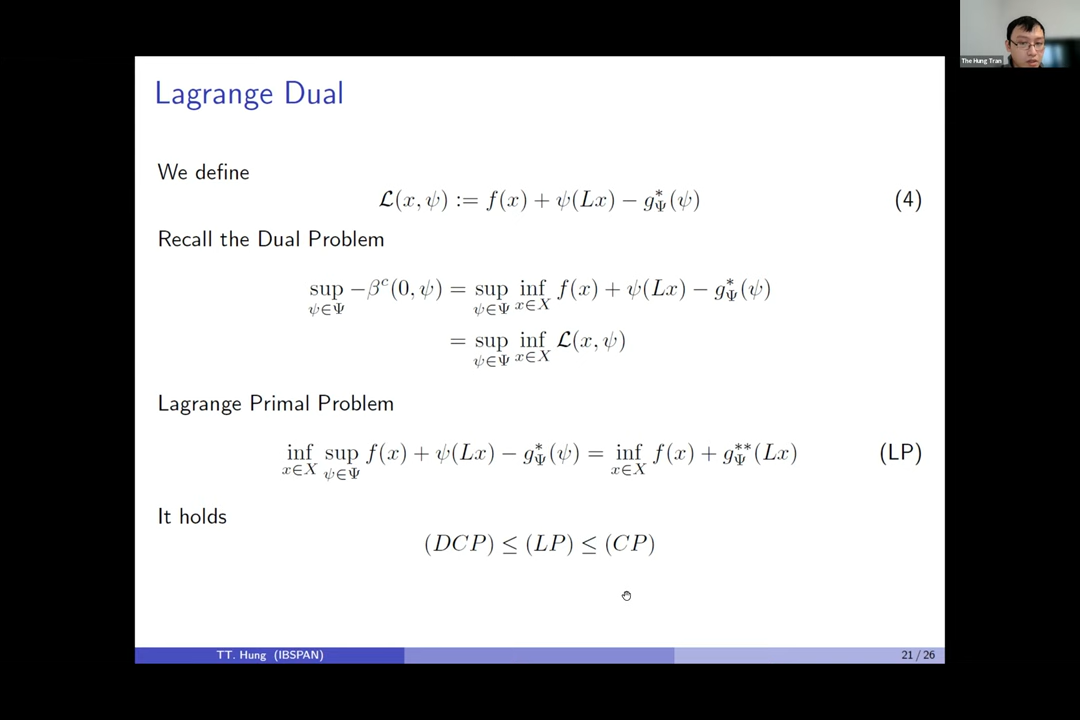 The Hung Tran
Lagrange Dual
We define
𝓛(x, ψ) := f(x) + ψ(Lx) − g*_Ψ(ψ) (4)
Recall the Dual Problem
sup_{ψ∈Ψ} −β^c(0, ψ) = sup_{ψ∈Ψ} inf_{x∈X} f(x) + ψ(Lx) − g*_Ψ(ψ)
= sup_{ψ∈Ψ} inf_{x∈X} 𝓛(x, ψ)
Lagrange Primal Problem
inf_{x∈X} sup_{ψ∈Ψ} f(x) + ψ(Lx) − g*_Ψ(ψ) = inf_{x∈X} f(x) + g**_Ψ(Lx) (LP)
It holds
(DCP) ≤ (LP) ≤ (CP)
TT. Hung (IBSPAN) 21 / 26